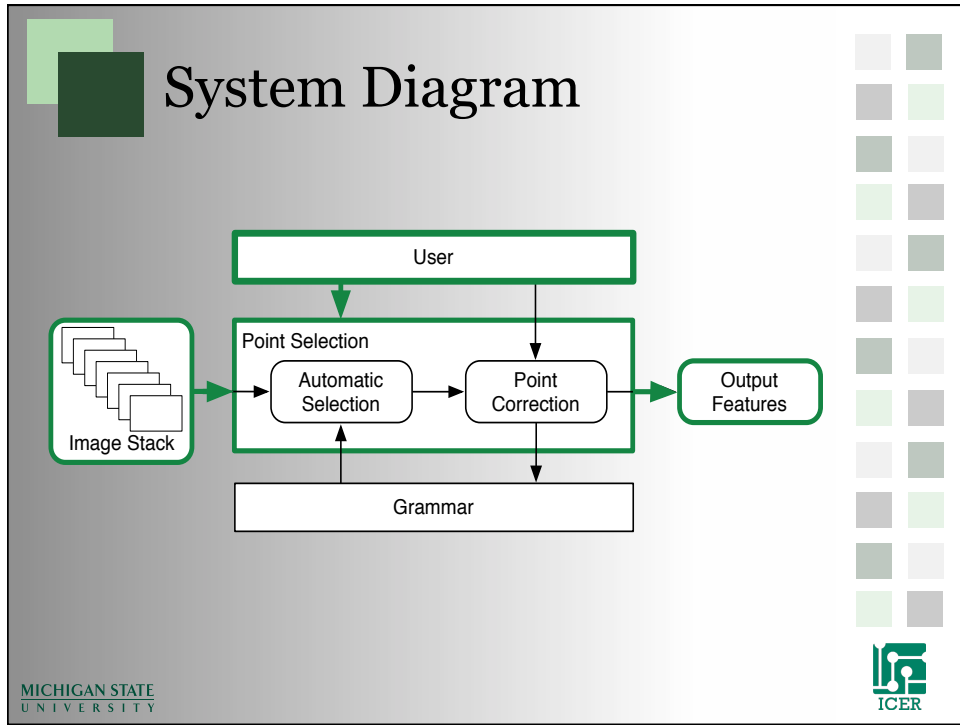 System Diagram
User
Point Selection
Automatic
Selection
Point
Correction
Output
Features
Image Stack
Grammar
MICHIGAN STATE
UNIVERSITY
ICER